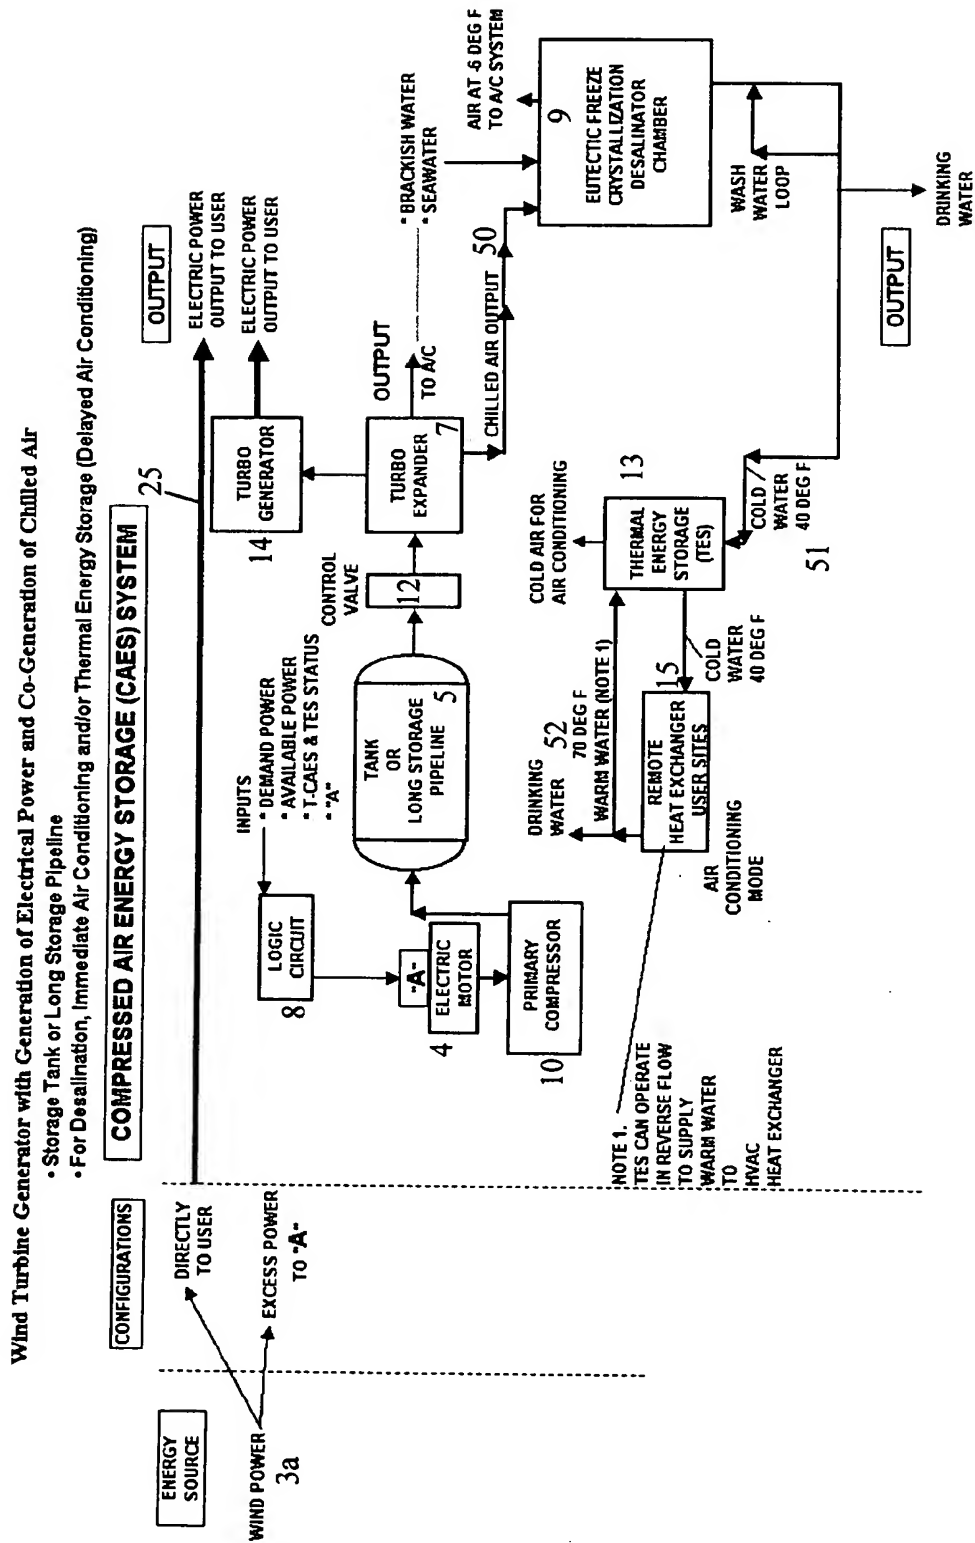 Wind Turbine Generator with Generation of Electrical Power and Co-Generation of Chilled Air
• Storage Tank or Long Storage Pipeline
• For Desalination, Immediate Air Conditioning and/or Thermal Energy Storage (Delayed Air Conditioning)
ENERGY
SOURCE
CONFIGURATIONS
COMPRESSED AIR ENERGY STORAGE (CAES) SYSTEM
OUTPUT
WIND POWER
3a
DIRECTLY
TO USER
EXCESS POWER
TO "A"
25
ELECTRIC POWER
OUTPUT TO USER
ELECTRIC POWER
OUTPUT TO USER
INPUTS
* DEMAND POWER
* AVAILABLE POWER
* T-CAES & TES STATUS
* "A"
LOGIC
CIRCUIT
8
"A"
ELECTRIC
MOTOR
4
PRIMARY
COMPRESSOR
10
TANK
OR
LONG STORAGE
PIPELINE
5
CONTROL
VALVE
12
TURBO
GENERATOR
14
TURBO
EXPANDER
7
OUTPUT
TO A/C
* BRACKISH WATER
* SEAWATER
CHILLED AIR OUTPUT
50
AIR AT -6 DEG F
TO A/C SYSTEM
9
EUTECTIC FREEZE
CRYSTALLIZATION
DESALINATOR
CHAMBER
WASH
WATER
LOOP
DRINKING
WATER
OUTPUT
COLD
WATER
40 DEG F
51
COLD AIR FOR
AIR CONDITIONING
13
THERMAL
ENERGY
STORAGE
(TES)
COLD
WATER
40 DEG F
15
REMOTE
HEAT EXCHANGER
USER SITES
DRINKING
WATER
52
70 DEG F
WARM WATER (NOTE 1)
AIR
CONDITIONING
MODE
NOTE 1.
TES CAN OPERATE
IN REVERSE FLOW
TO SUPPLY
WARM WATER
TO
HVAC
HEAT EXCHANGER